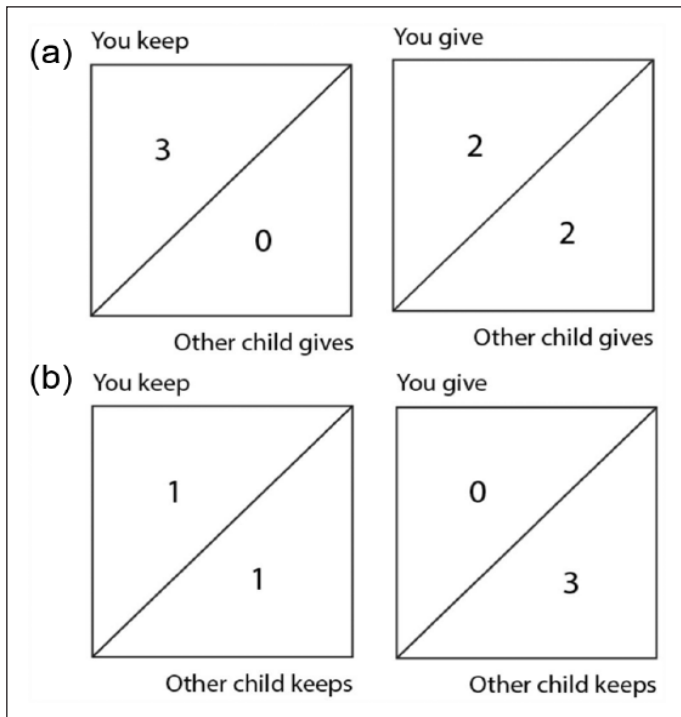 (a)
You keep
3
0
Other child gives
You give
2
2
Other child gives
(b)
You keep
1
1
Other child keeps
You give
0
3
Other child keeps